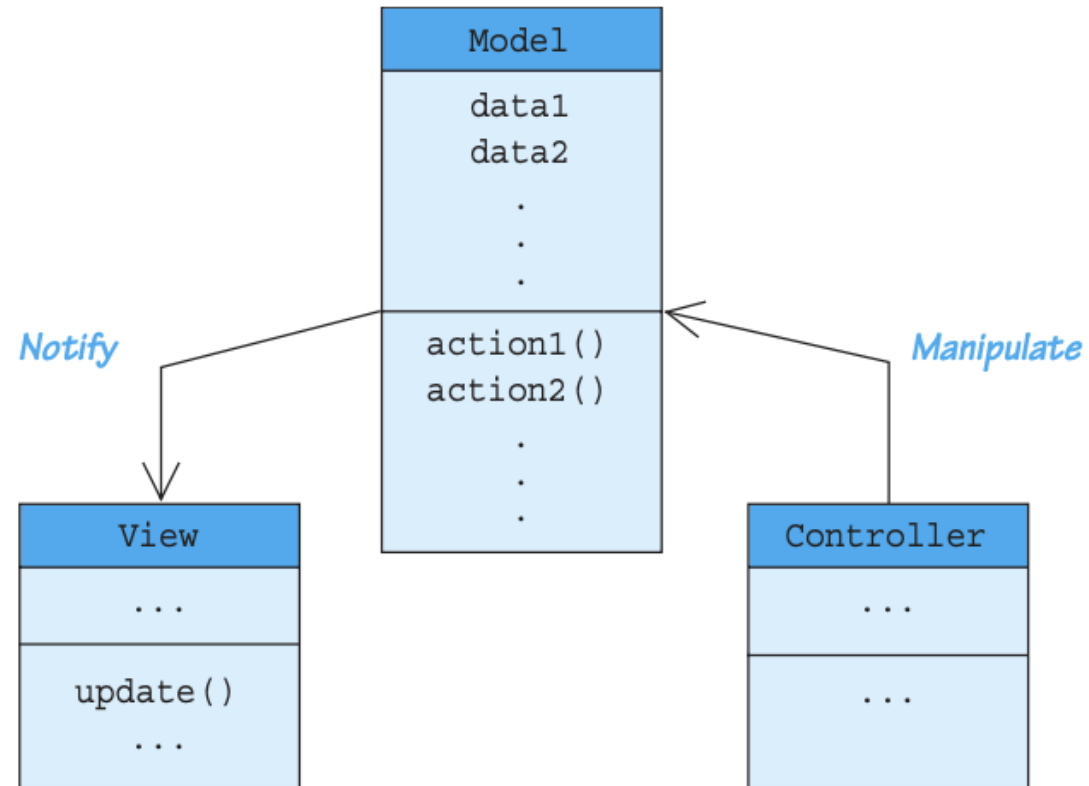 Model
data1
data2
.
.
.
Notify
action1()
Manipulate
action2()
.
.
.
View
Controller
...
...
update()
...
...